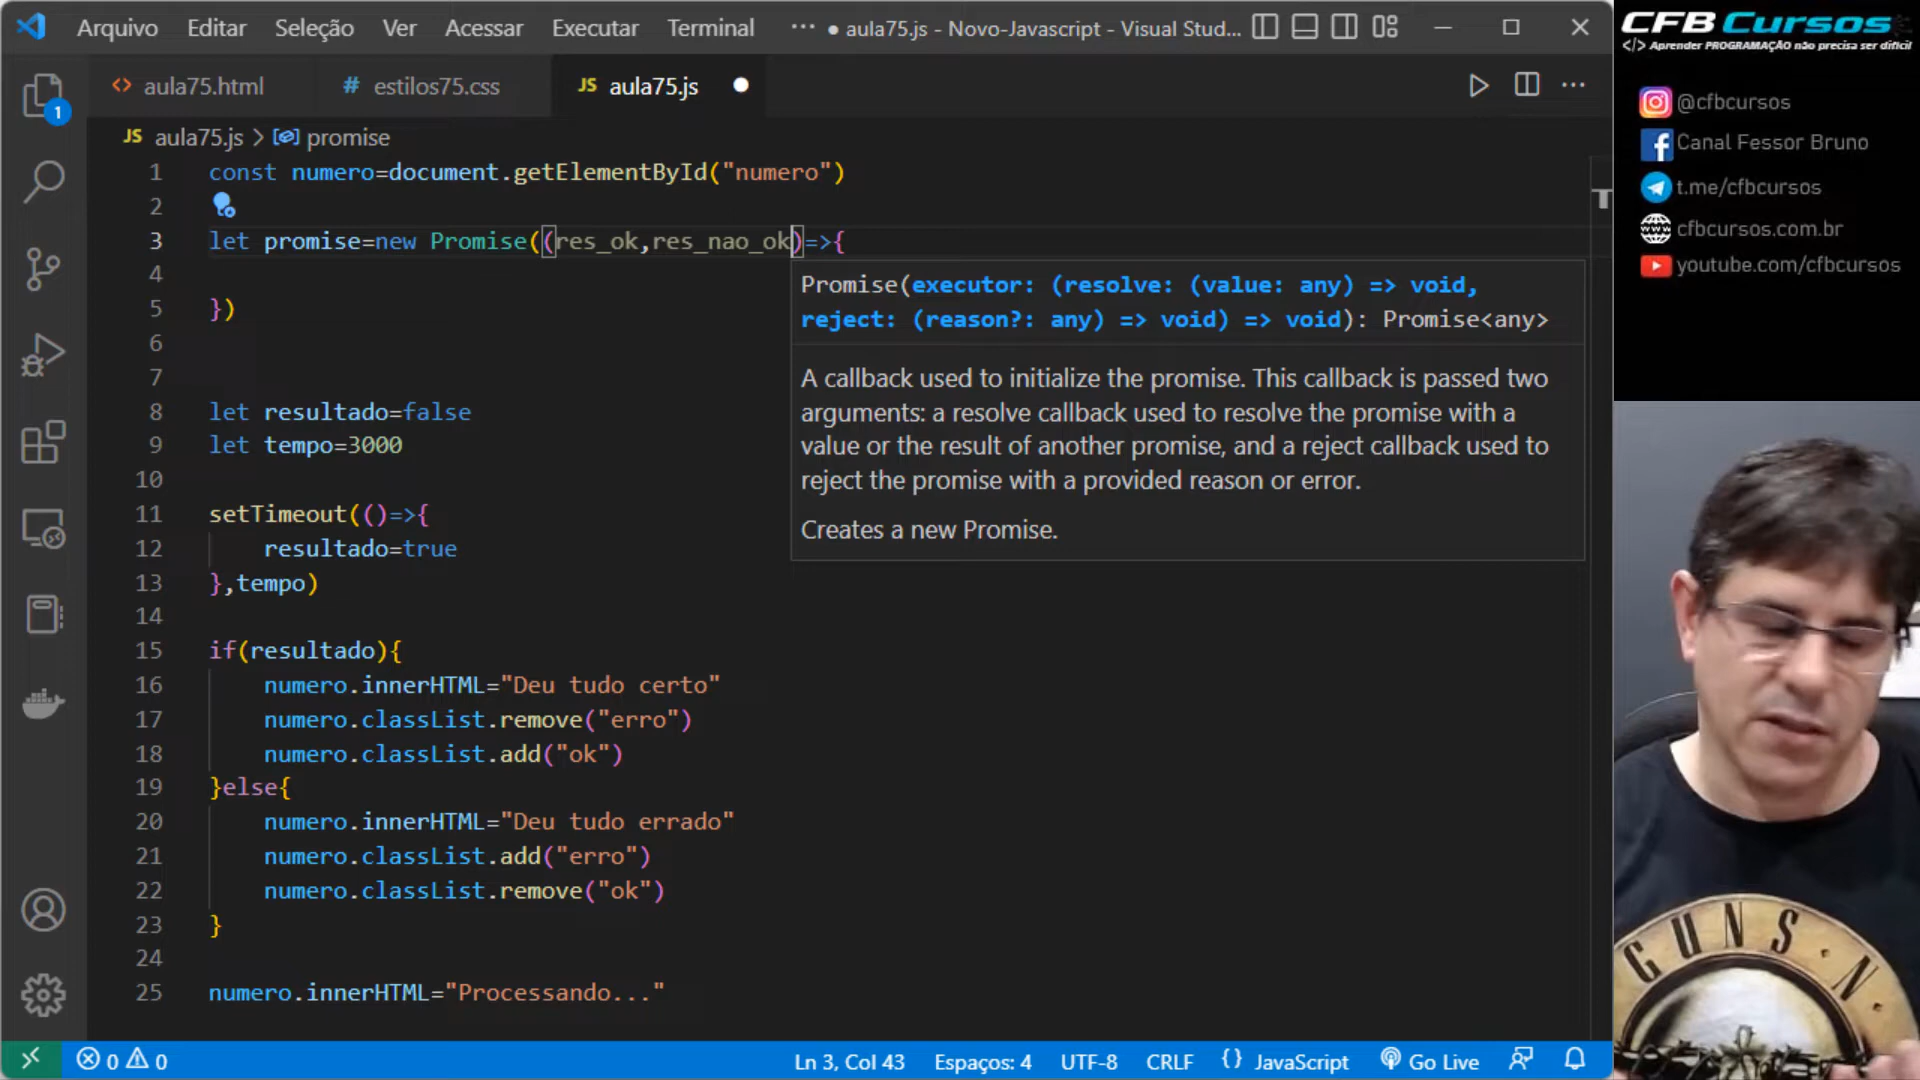 Arquivo Editar Seleção Ver Acessar Executar Terminal ··· ● aula75.js - Novo-Javascript - Visual Stud...
aula75.html
# estilos75.css
JS aula75.js ●
JS aula75.js > promise
1 const numero=document.getElementById("numero")
2
3 let promise=new Promise((res_ok,res_nao_ok)=>{
4
5 })
6
7
8 let resultado=false
9 let tempo=3000
10
11 setTimeout(()=>{
12 resultado=true
13 },tempo)
14
15 if(resultado){
16 numero.innerHTML="Deu tudo certo"
17 numero.classList.remove("erro")
18 numero.classList.add("ok")
19 }else{
20 numero.innerHTML="Deu tudo errado"
21 numero.classList.add("erro")
22 numero.classList.remove("ok")
23 }
24
25 numero.innerHTML="Processando..."
Promise(executor: (resolve: (value: any) => void,
reject: (reason?: any) => void) => void): Promise<any>
A callback used to initialize the promise. This callback is passed two
arguments: a resolve callback used to resolve the promise with a
value or the result of another promise, and a reject callback used to
reject the promise with a provided reason or error.
Creates a new Promise.
1
0 0
Ln 3, Col 43 Espaços: 4 UTF-8 CRLF {} JavaScript Go Live
CFB Cursos
</> Aprender PROGRAMAÇÃO não precisa ser difícil
@cfbcursos
Canal Fessor Bruno
t.me/cfbcursos
cfbcursos.com.br
youtube.com/cfbcursos
GUNS N